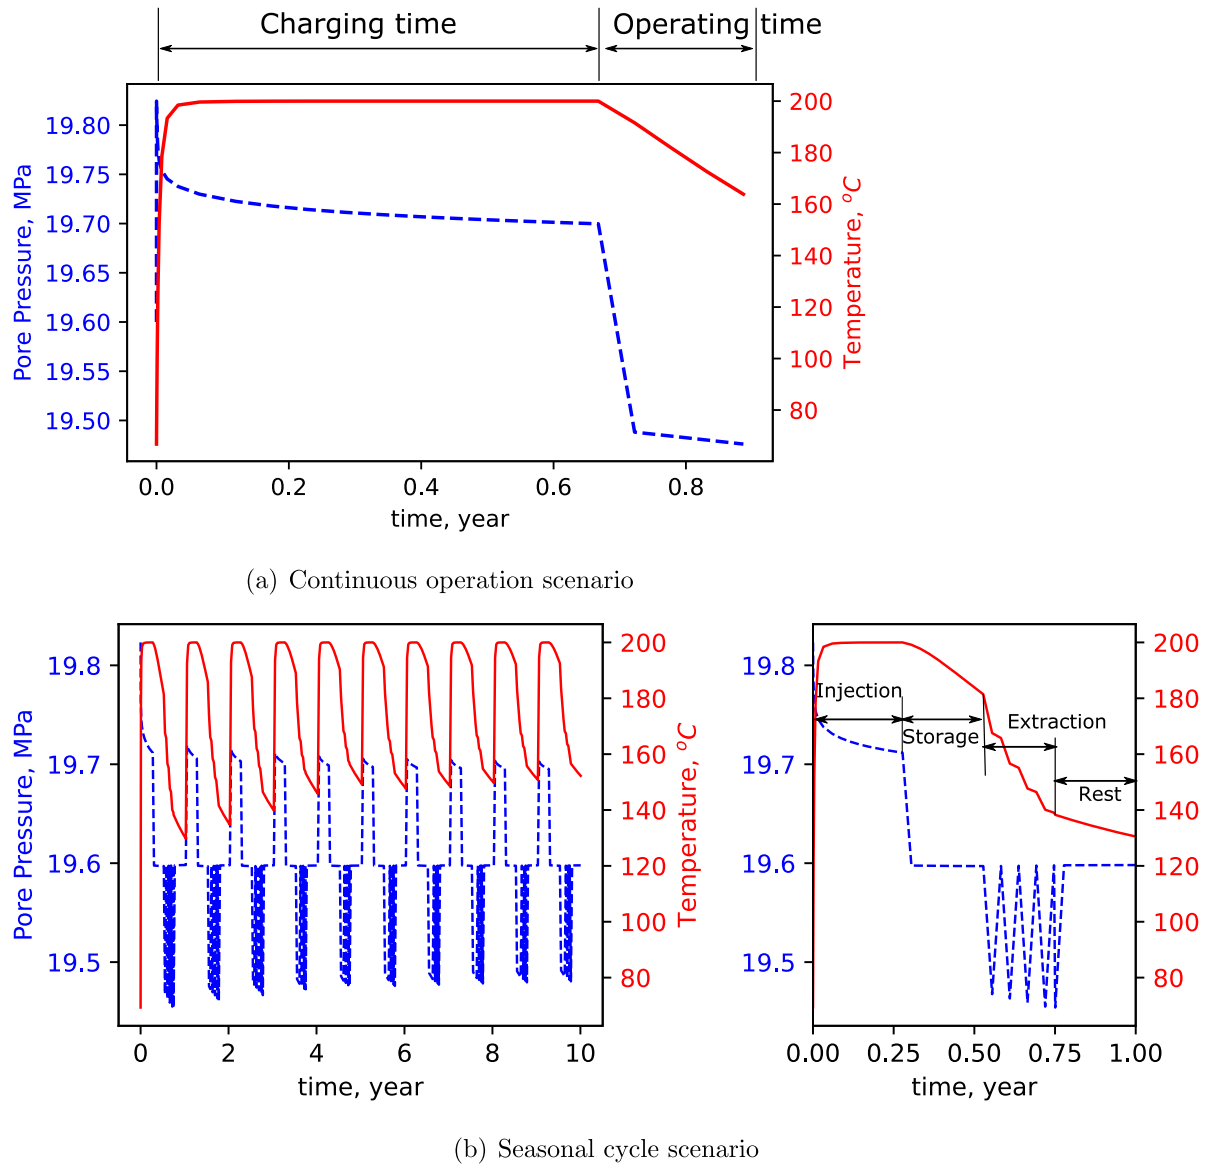 Charging time
Operating time
19.80
19.75
19.70
19.65
19.60
19.55
19.50
Pore Pressure, MPa
200
180
160
140
120
100
80
Temperature, °C
0.0 0.2 0.4 0.6 0.8
time, year
(a) Continuous operation scenario
19.8
19.7
19.6
19.5
Pore Pressure, MPa
200
180
160
140
120
100
80
Temperature, °C
0 2 4 6 8 10
time, year
19.8
19.7
19.6
19.5
Injection
Storage
Extraction
Rest
200
180
160
140
120
100
80
0.00 0.25 0.50 0.75 1.00
time, year
(b) Seasonal cycle scenario